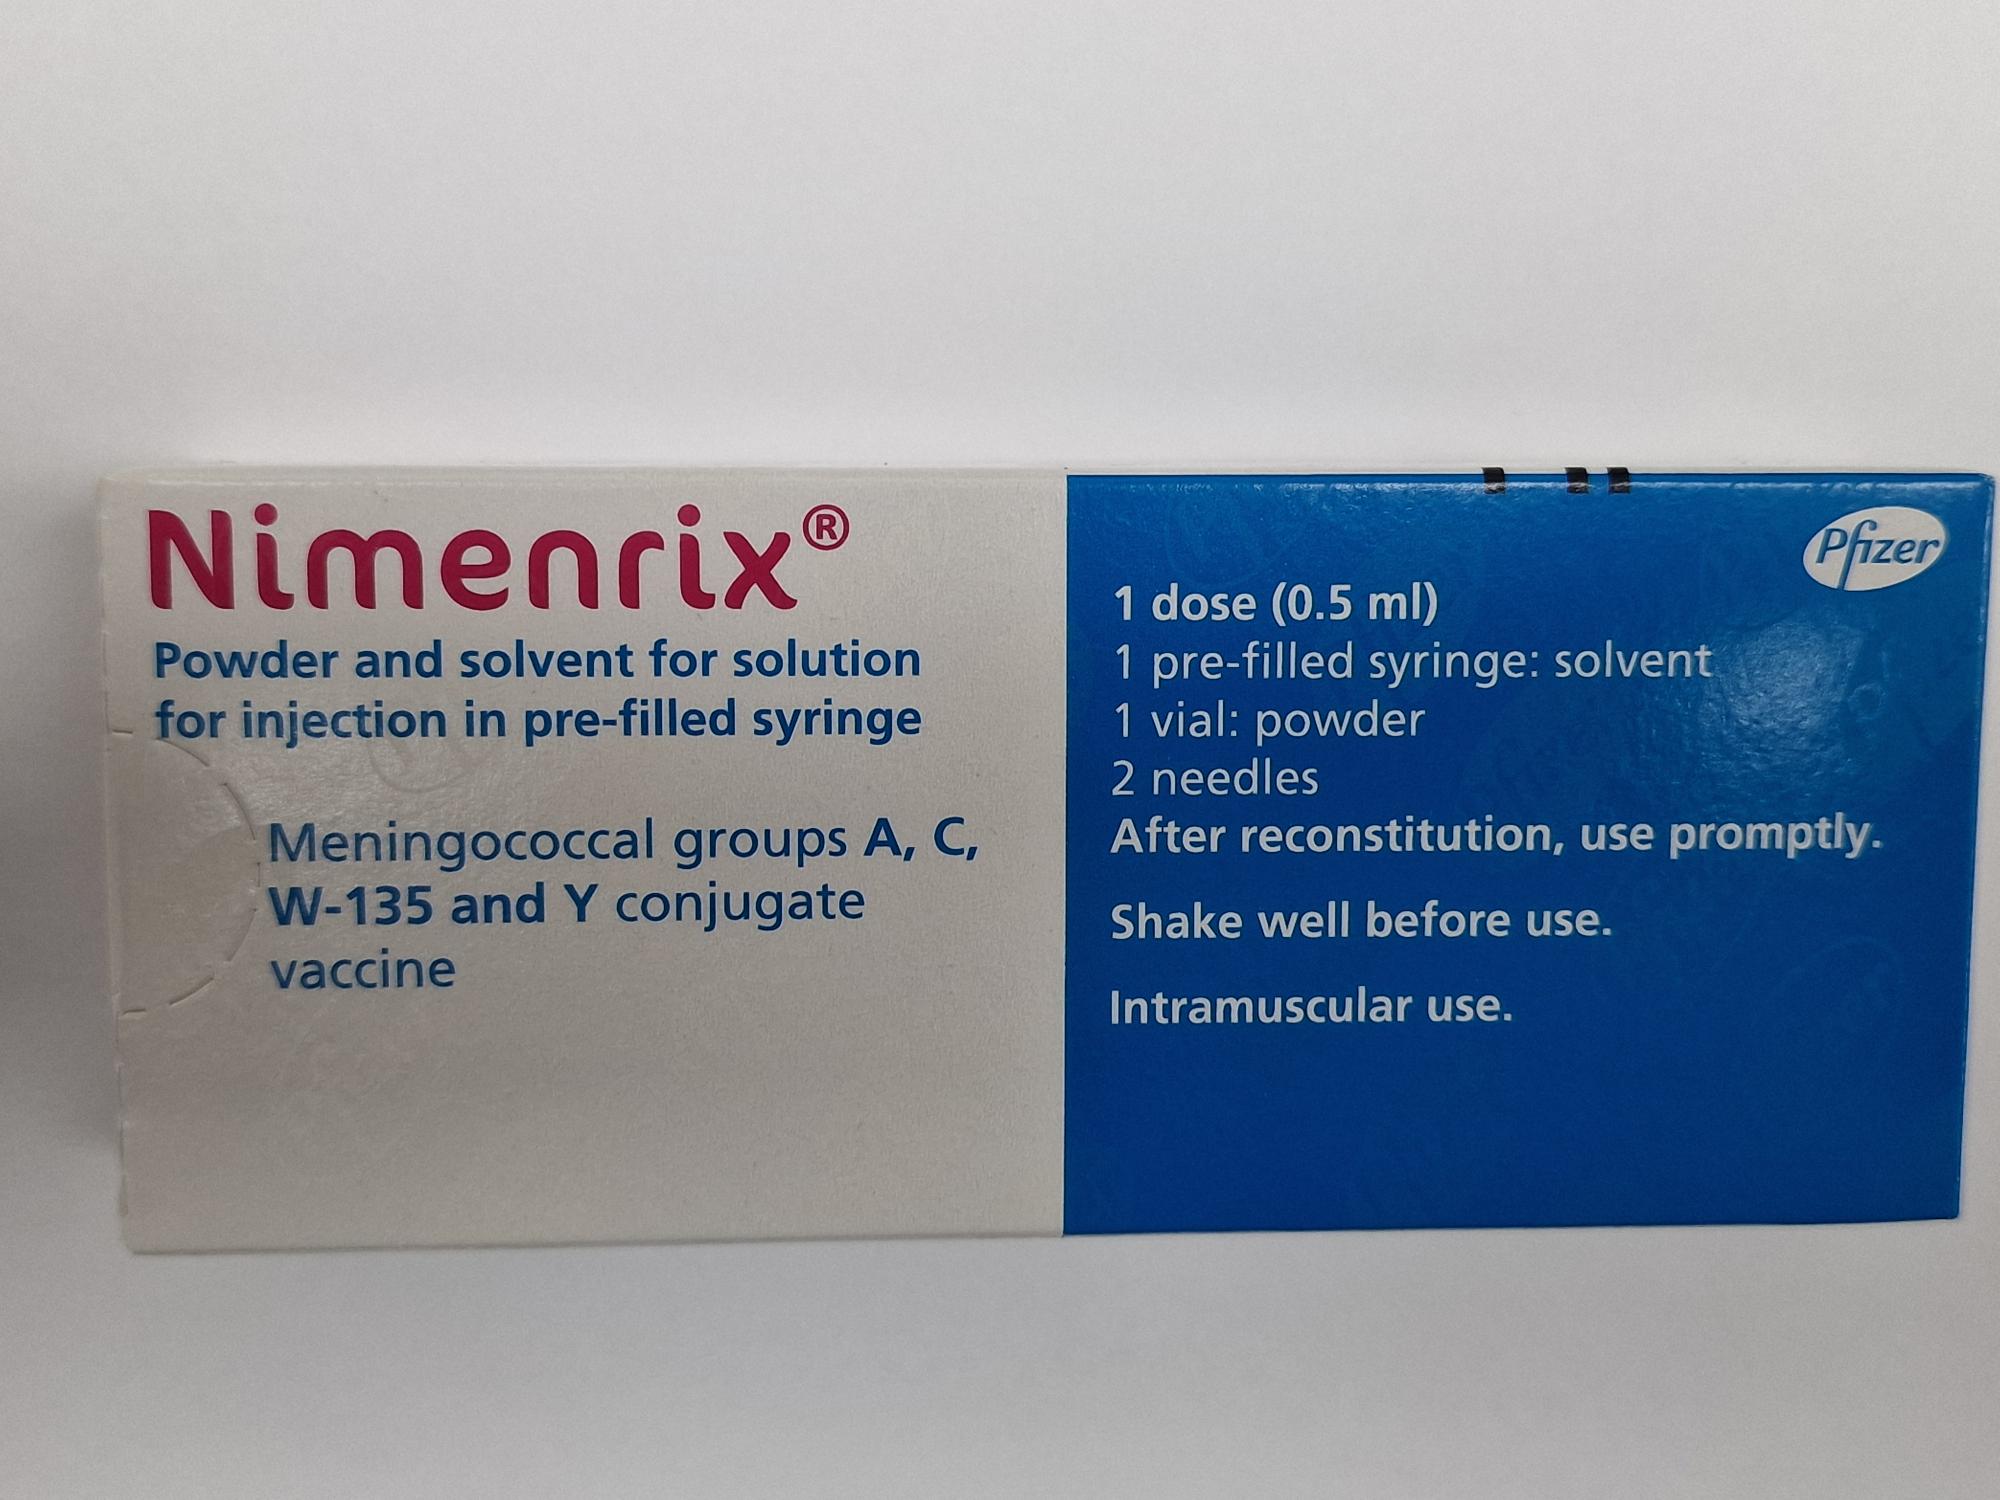 Nimenrix®
Powder and solvent for solution
for injection in pre-filled syringe
Meningococcal groups A, C,
W-135 and Y conjugate
vaccine
Pfizer
1 dose (0.5 ml)
1 pre-filled syringe: solvent
1 vial: powder
2 needles
After reconstitution, use promptly.
Shake well before use.
Intramuscular use.